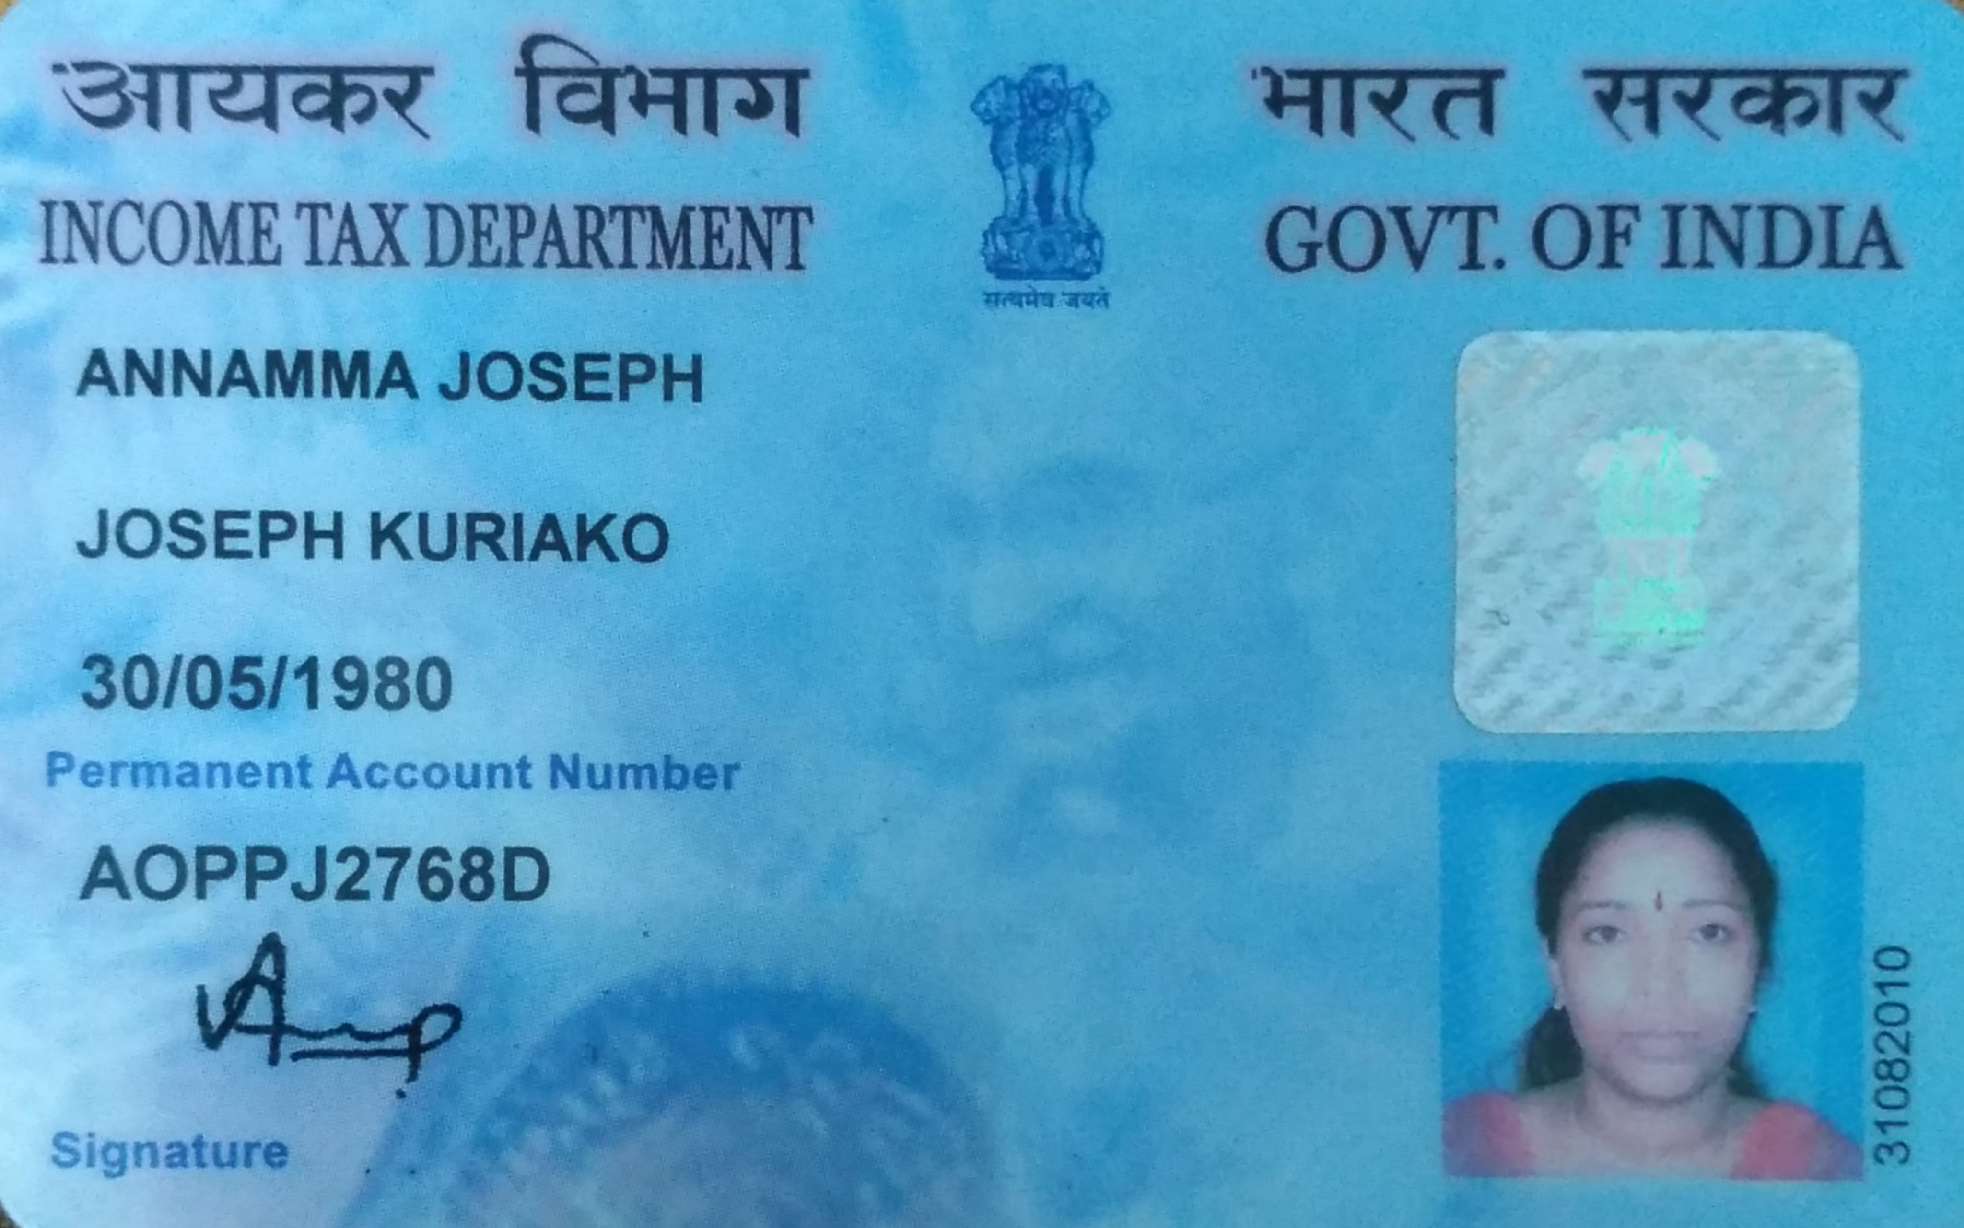 आयकर विभाग
INCOME TAX DEPARTMENT
भारत सरकार
GOVT. OF INDIA
सत्यमेव जयते
ANNAMMA JOSEPH
JOSEPH KURIAKO
30/05/1980
Permanent Account Number
AOPPJ2768D
Signature
31082010